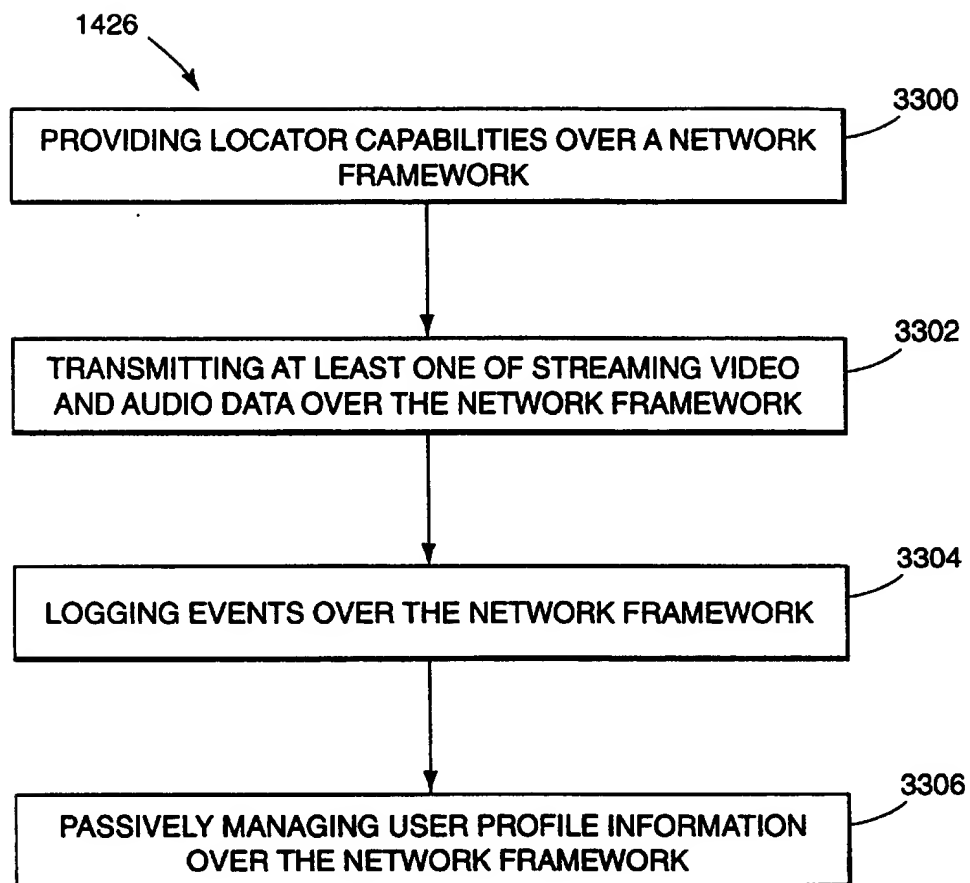 1426
3300
PROVIDING LOCATOR CAPABILITIES OVER A NETWORK
FRAMEWORK
3302
TRANSMITTING AT LEAST ONE OF STREAMING VIDEO
AND AUDIO DATA OVER THE NETWORK FRAMEWORK
3304
LOGGING EVENTS OVER THE NETWORK FRAMEWORK
3306
PASSIVELY MANAGING USER PROFILE INFORMATION
OVER THE NETWORK FRAMEWORK